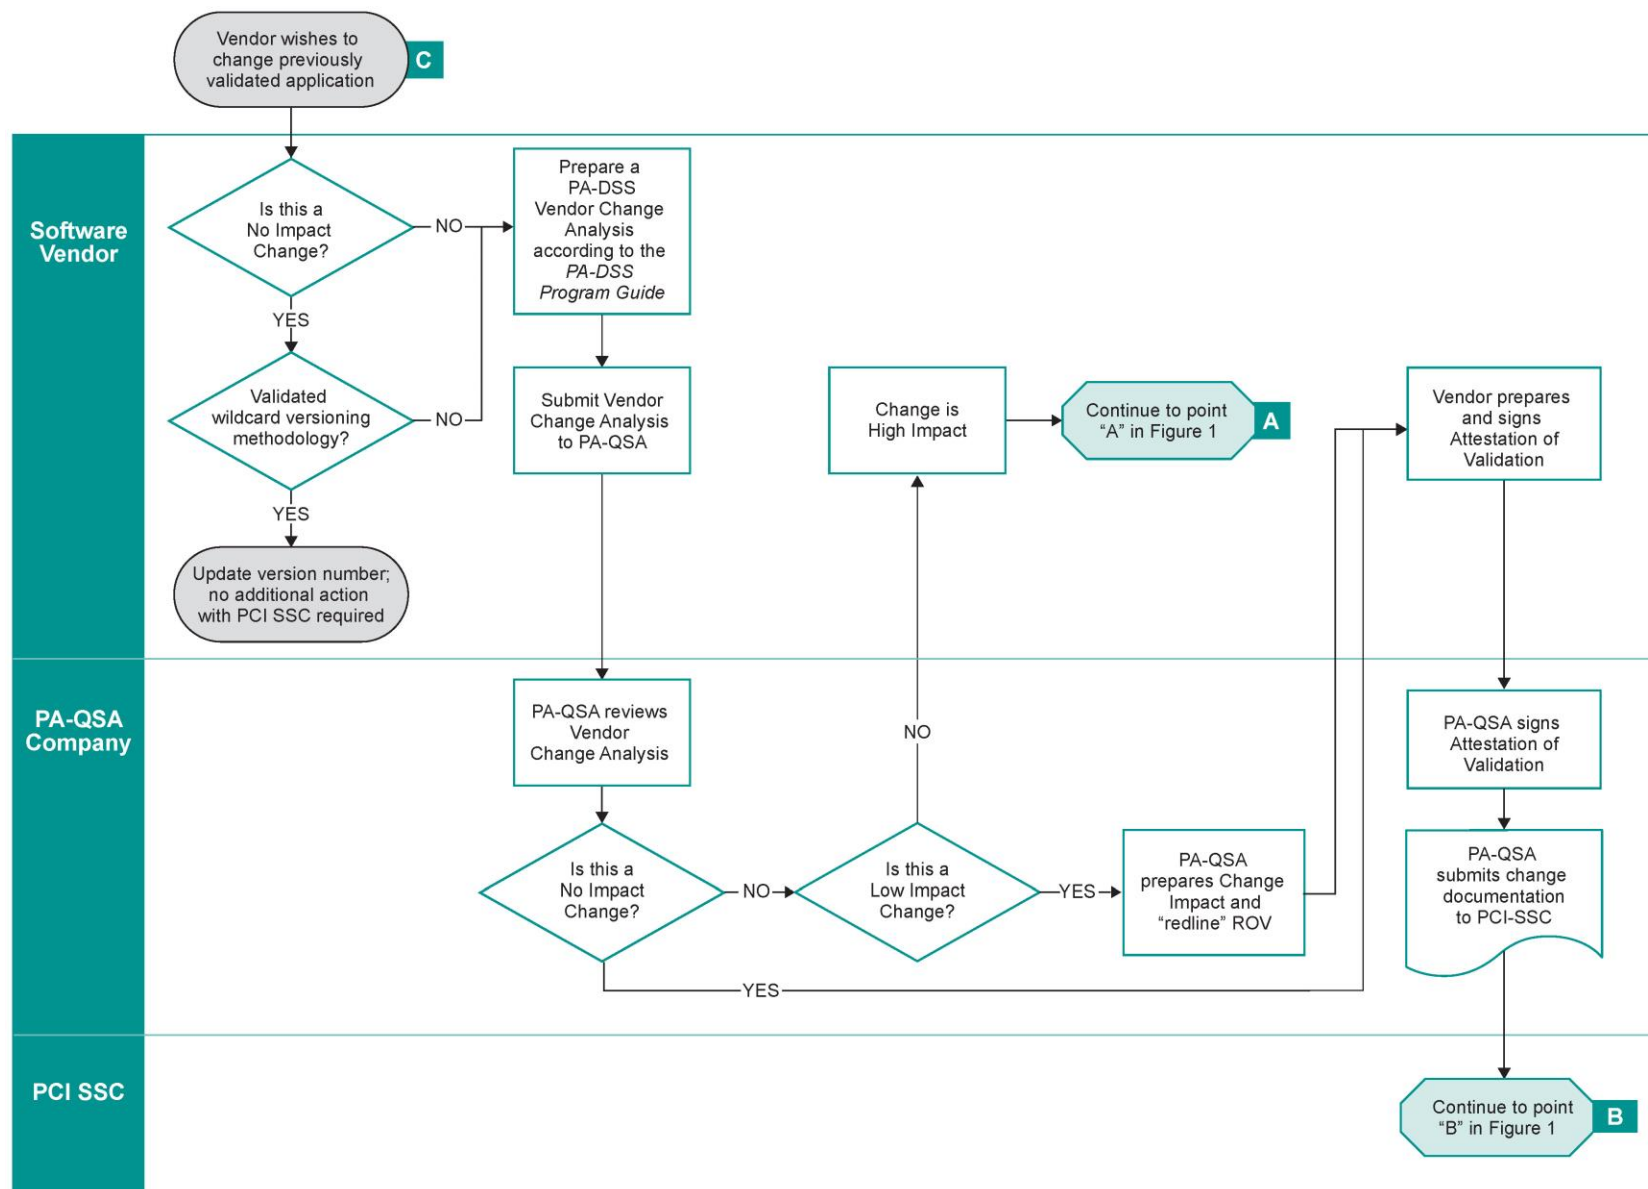 Vendor wishes to
change previously
validated application
C
Software
Vendor
Is this a
No Impact
Change?
NO
YES
Validated
wildcard versioning
methodology?
NO
YES
Update version number;
no additional action
with PCI SSC required
Prepare a
PA-DSS
Vendor Change
Analysis
according to the
PA-DSS
Program Guide
Submit Vendor
Change Analysis
to PA-QSA
Change is
High Impact
Continue to point
“A” in Figure 1
A
Vendor prepares
and signs
Attestation of
Validation
PA-QSA
Company
PA-QSA reviews
Vendor
Change Analysis
Is this a
No Impact
Change?
NO
YES
Is this a
Low Impact
Change?
NO
YES
PA-QSA
prepares Change
Impact and
“redline” ROV
PA-QSA signs
Attestation of
Validation
PA-QSA
submits change
documentation
to PCI-SSC
PCI SSC
Continue to point
“B” in Figure 1
B